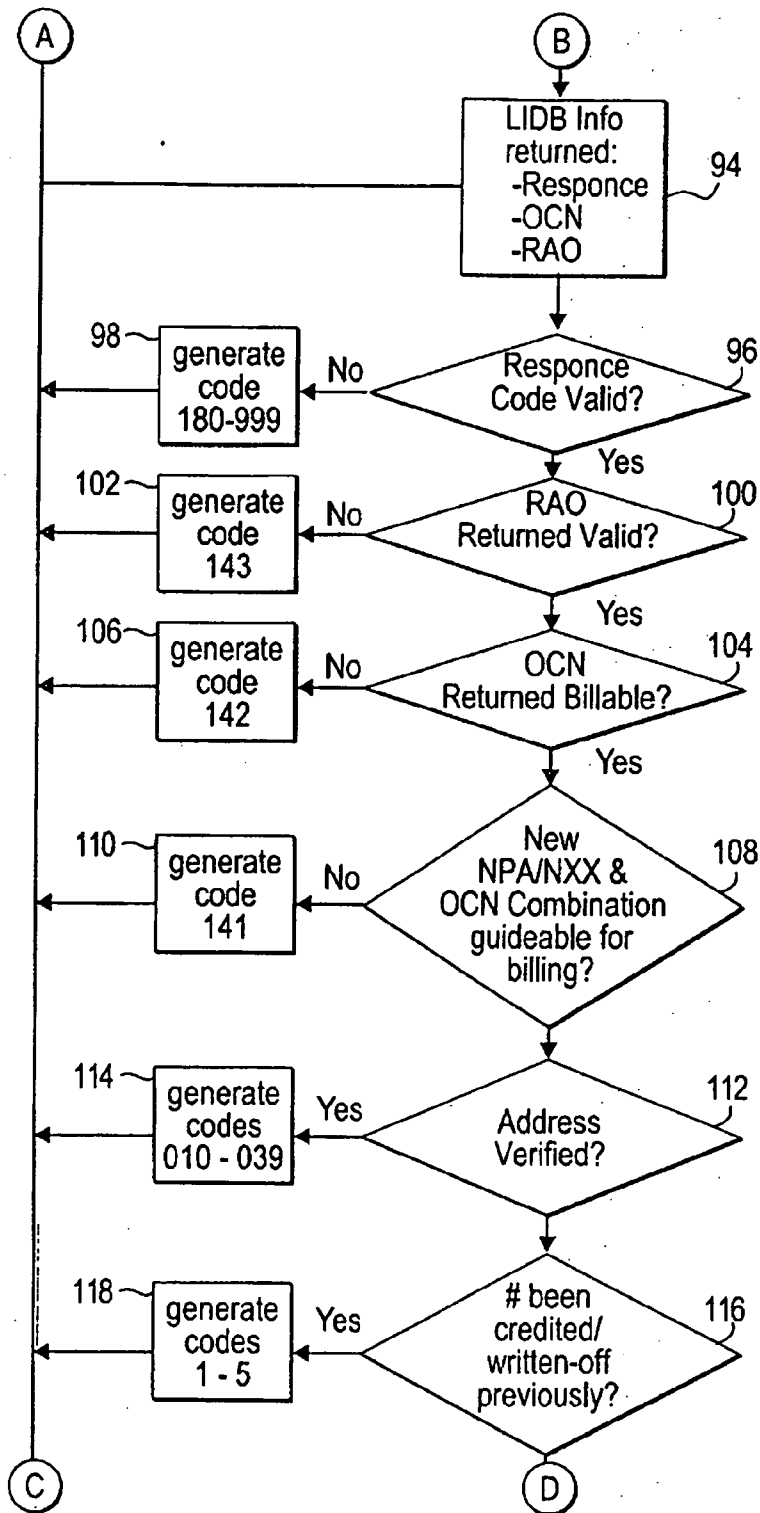 A
B
LIDB Info
returned:
-Responce
-OCN
-RAO
94
98
generate
code
180-999
No
Responce
Code Valid?
96
Yes
102
generate
code
143
No
RAO
Returned Valid?
100
Yes
106
generate
code
142
No
OCN
Returned Billable?
104
Yes
110
generate
code
141
No
New
NPA/NXX &
OCN Combination
guideable for
billing?
108
114
generate
codes
010 - 039
Yes
Address
Verified?
112
118
generate
codes
1 - 5
Yes
# been
credited/
written-off
previously?
116
C
D